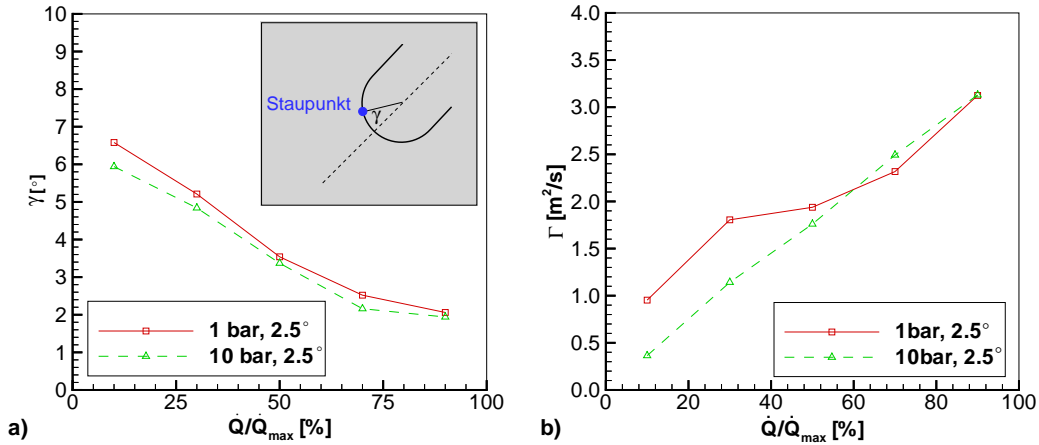 10
9
8
7
6
5
4
3
2
1
0
γ[°]
Staupunkt
γ
1 bar, 2.5°
10 bar, 2.5°
0 25 50 75 100
Q̇/Q̇max [%]
a)
4.0
3.5
3.0
2.5
2.0
1.5
1.0
0.5
0.0
Γ [m²/s]
1bar, 2.5°
10bar, 2.5°
0 20 40 60 80 100
Q̇/Q̇max [%]
b)